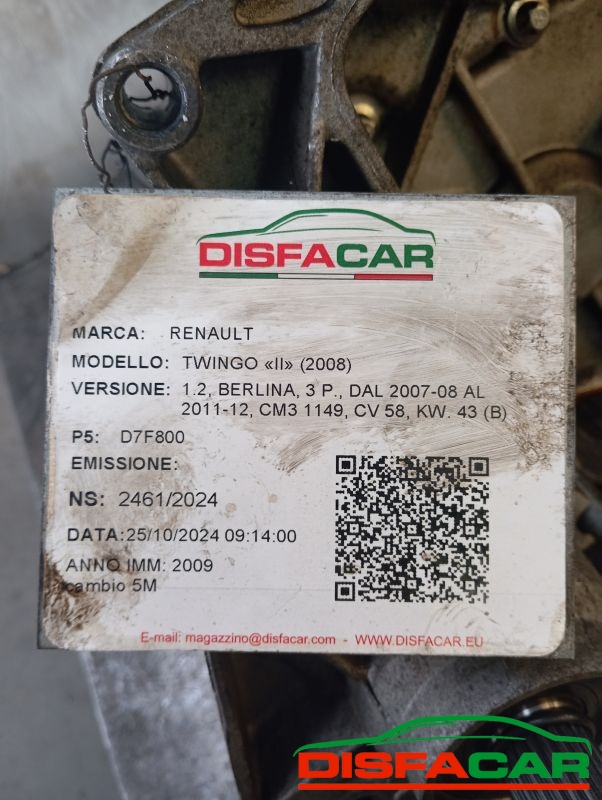 DISFACAR
MARCA: RENAULT
MODELLO: TWINGO «II» (2008)
VERSIONE: 1.2, BERLINA, 3 P., DAL 2007-08 AL
2011-12, CM3 1149, CV 58, KW. 43 (B)
P5: D7F800
EMISSIONE:
NS: 2461/2024
DATA:25/10/2024 09:14:00
ANNO IMM: 2009
cambio 5M
E-mail: magazzino@disfacar.com - WWW.DISFACAR.EU
DISFACAR